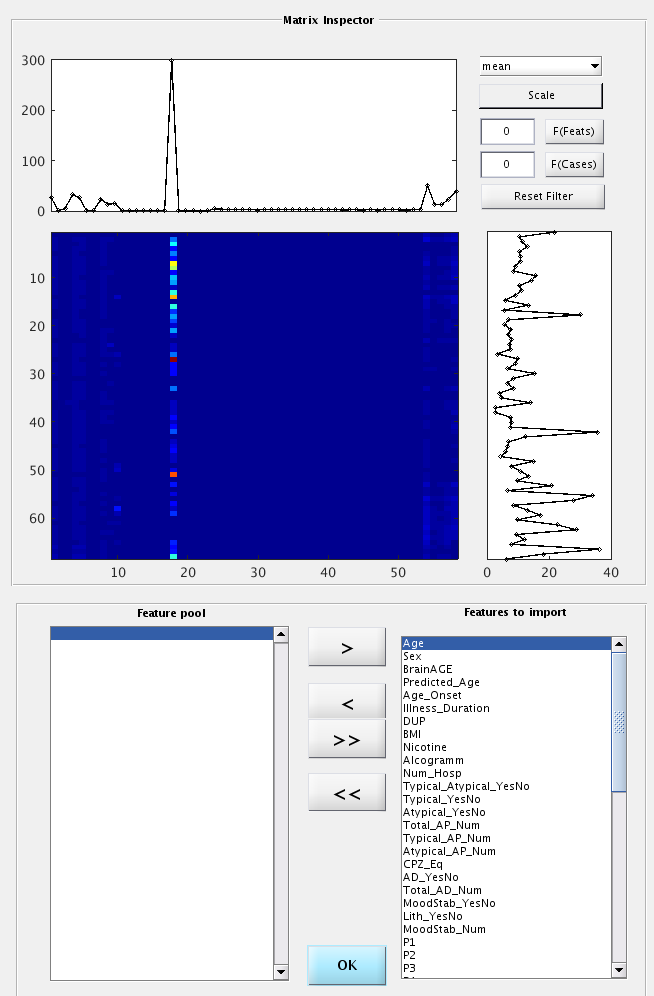 Matrix Inspector
300
200
100
0
mean
Scale
0 F(Feats)
0 F(Cases)
Reset Filter
10
20
30
40
50
60
10 20 30 40 50
0 20 40
Feature pool
Features to import
>
<
>>
<<
OK
Age
Sex
BrainAGE
Predicted_Age
Age_Onset
Illness_Duration
DUP
BMI
Nicotine
Alcogramm
Num_Hosp
Typical_Atypical_YesNo
Typical_YesNo
Atypical_YesNo
Total_AP_Num
Typical_AP_Num
Atypical_AP_Num
CPZ_Eq
AD_YesNo
Total_AD_Num
MoodStab_YesNo
Lith_YesNo
MoodStab_Num
P1
P2
P3